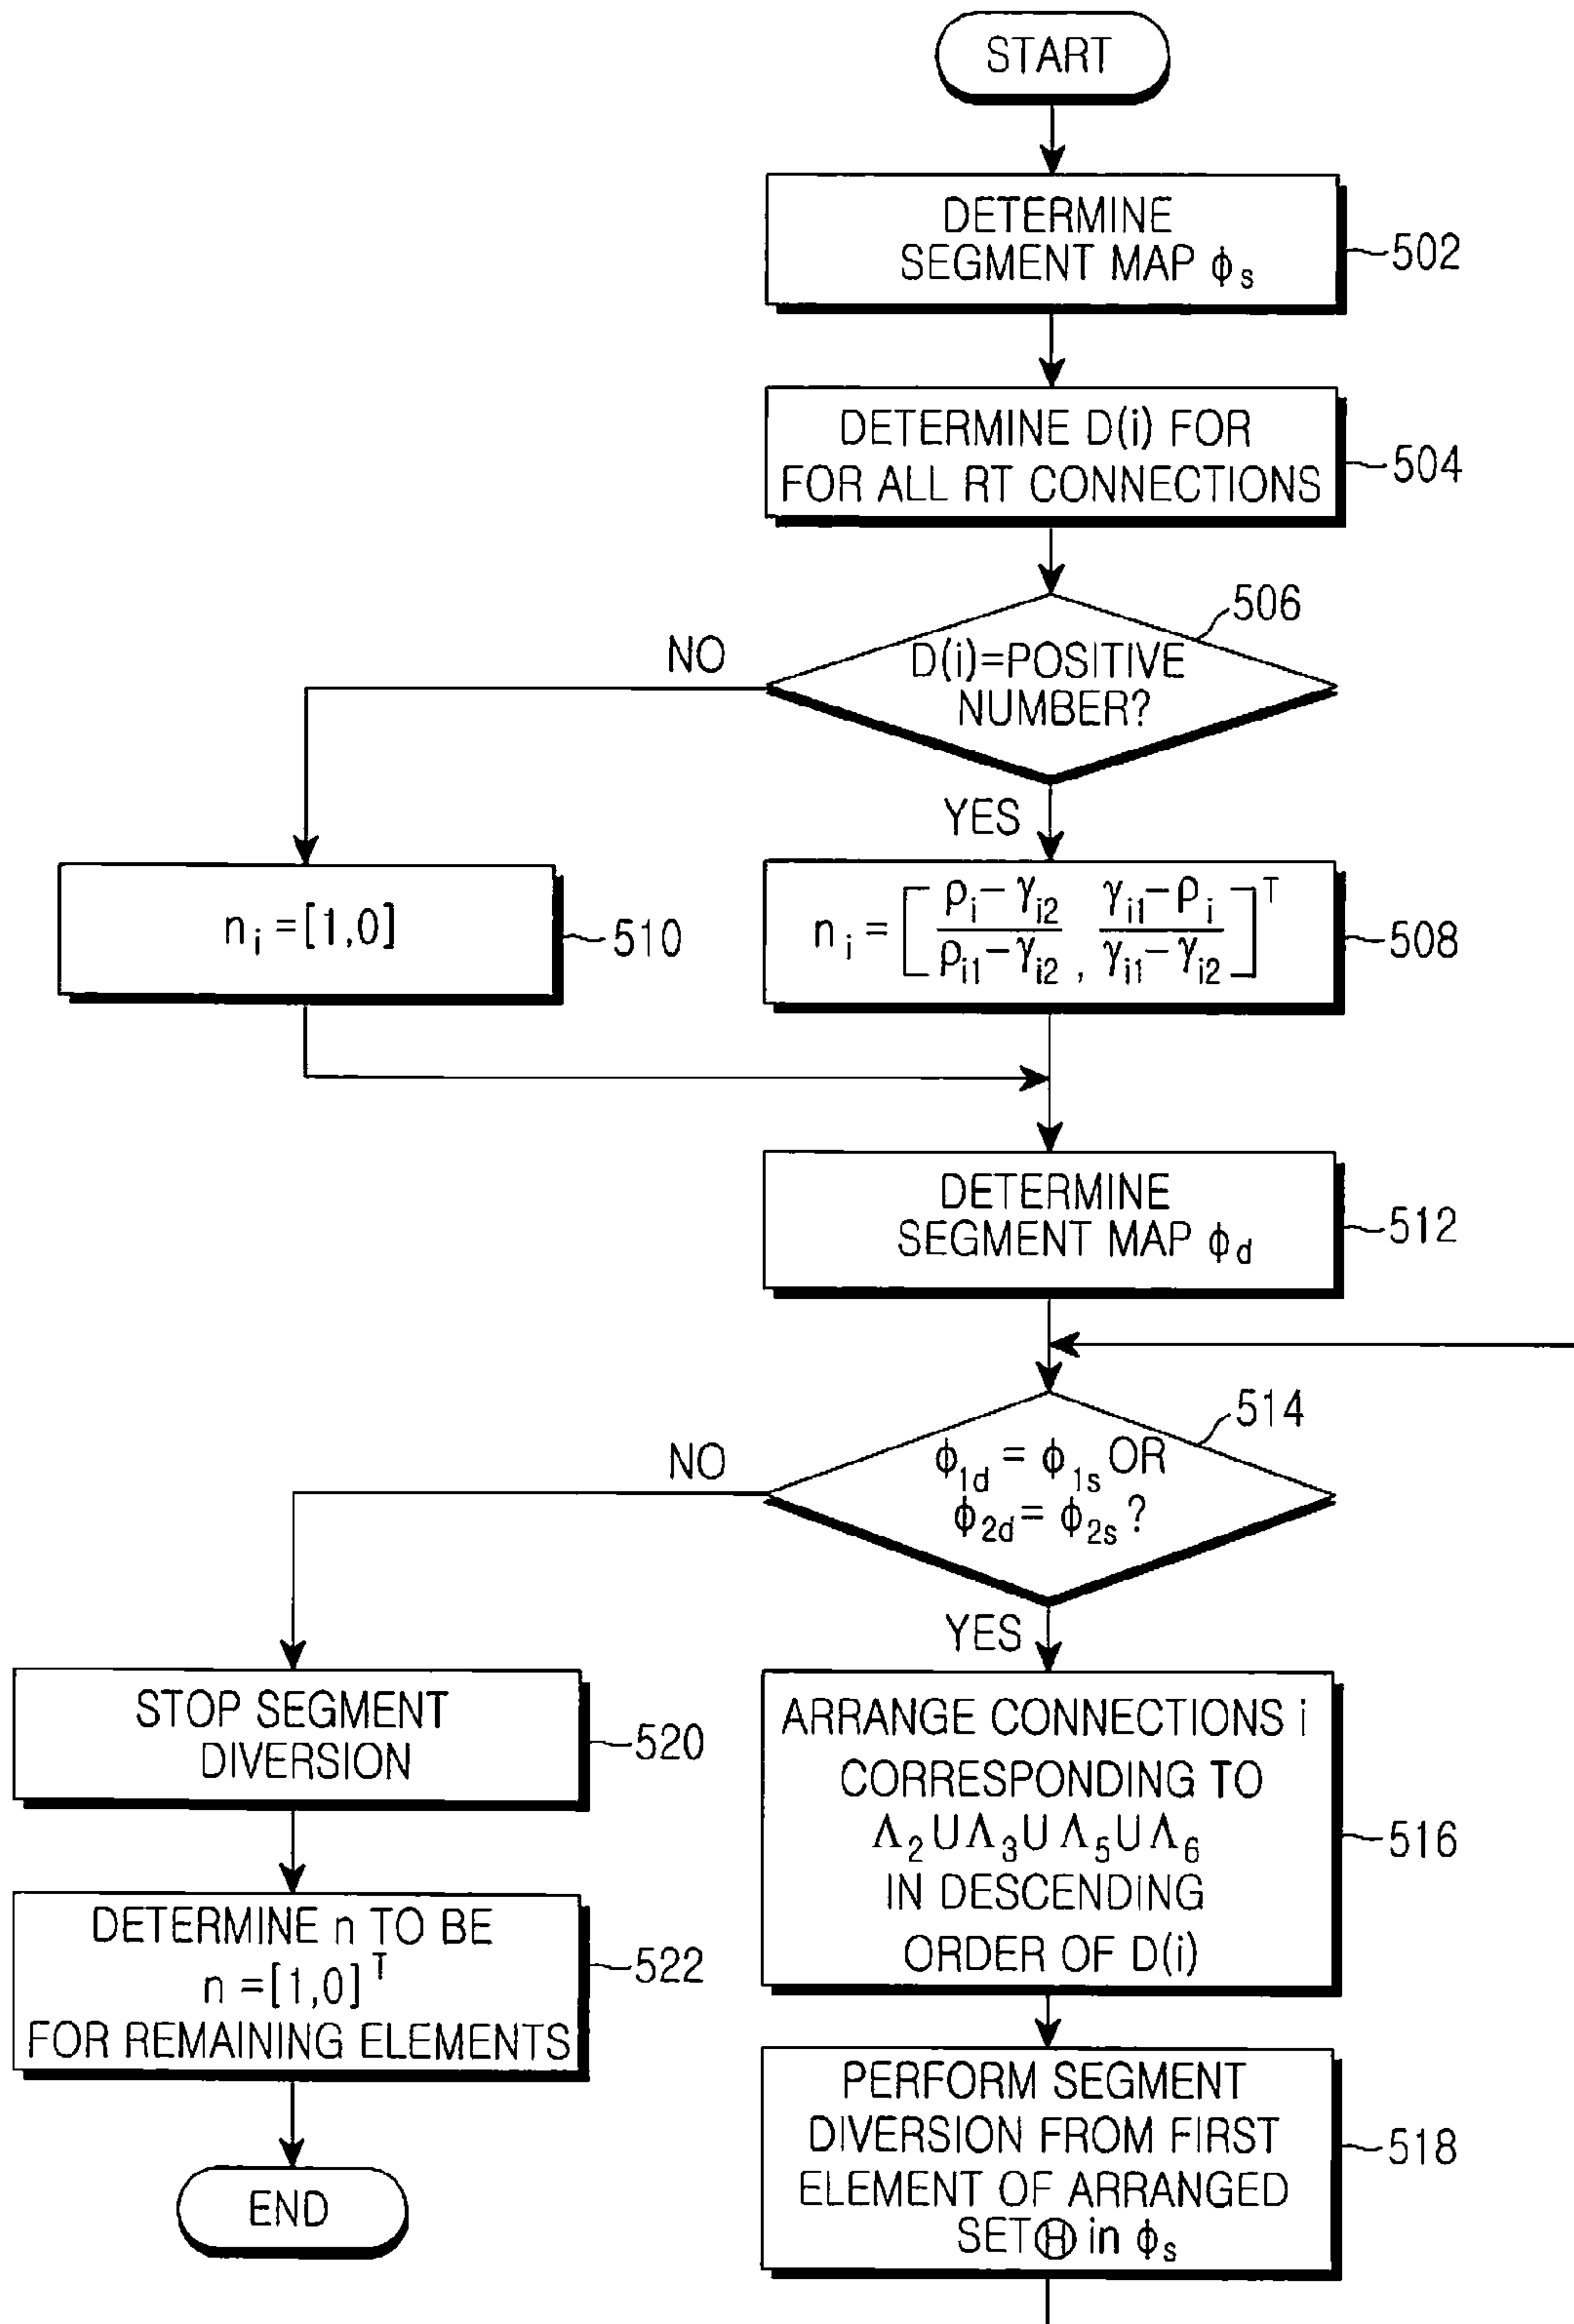 START
DETERMINE
SEGMENT MAP ϕs
502
DETERMINE D(i) FOR
FOR ALL RT CONNECTIONS
504
506
D(i)=POSITIVE
NUMBER?
NO
YES
n i =[1,0]
510
n i = [ ρi − γi2 / ρi1 − γi2 , γi1 − ρi / γi1 − γi2 ] T
508
DETERMINE
SEGMENT MAP ϕd
512
514
ϕ1d = ϕ1s OR
ϕ2d = ϕ2s ?
NO
YES
STOP SEGMENT
DIVERSION
520
ARRANGE CONNECTIONS i
CORRESPONDING TO
Λ2 U Λ3 U Λ5 U Λ6
IN DESCENDING
ORDER OF D(i)
516
DETERMINE n TO BE
n =[1,0] T
FOR REMAINING ELEMENTS
522
PERFORM SEGMENT
DIVERSION FROM FIRST
ELEMENT OF ARRANGED
SET Ⓗ in ϕs
518
END